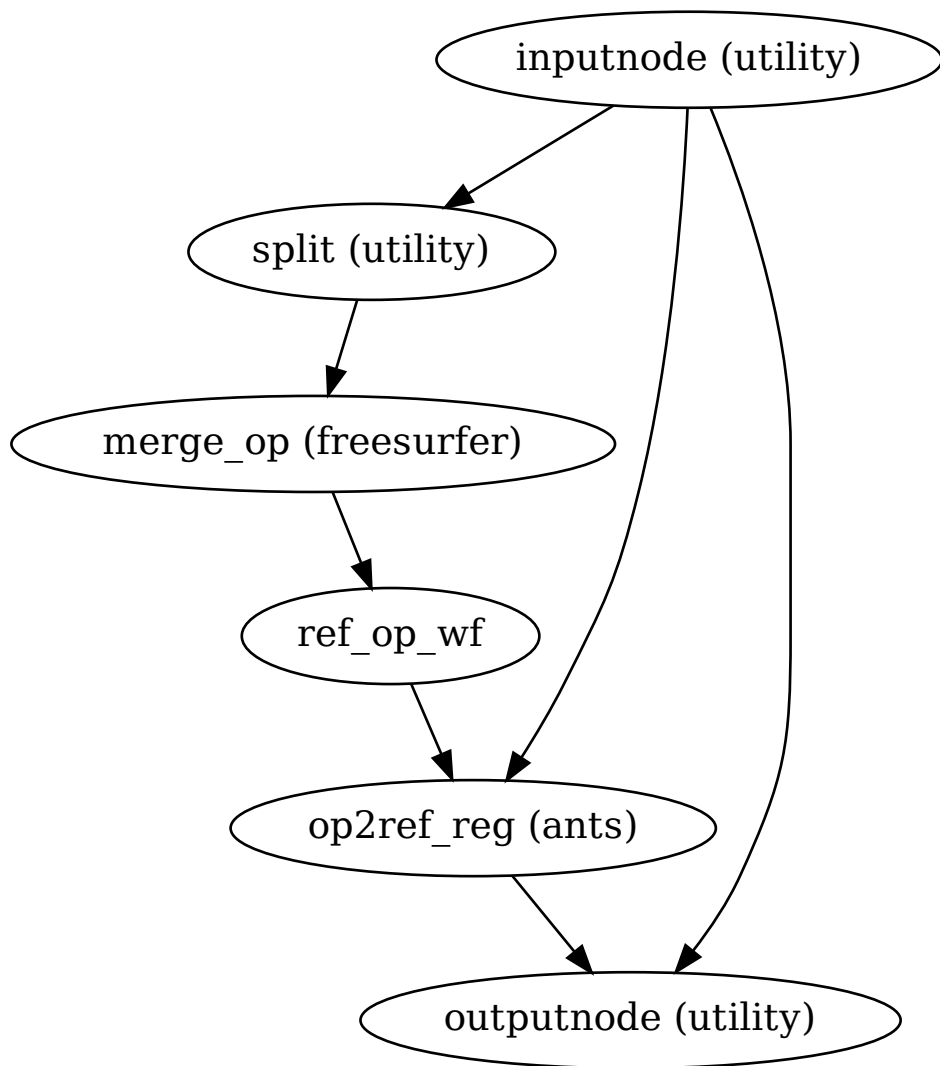 inputnode (utility)
split (utility)
merge_op (freesurfer)
ref_op_wf
op2ref_reg (ants)
outputnode (utility)